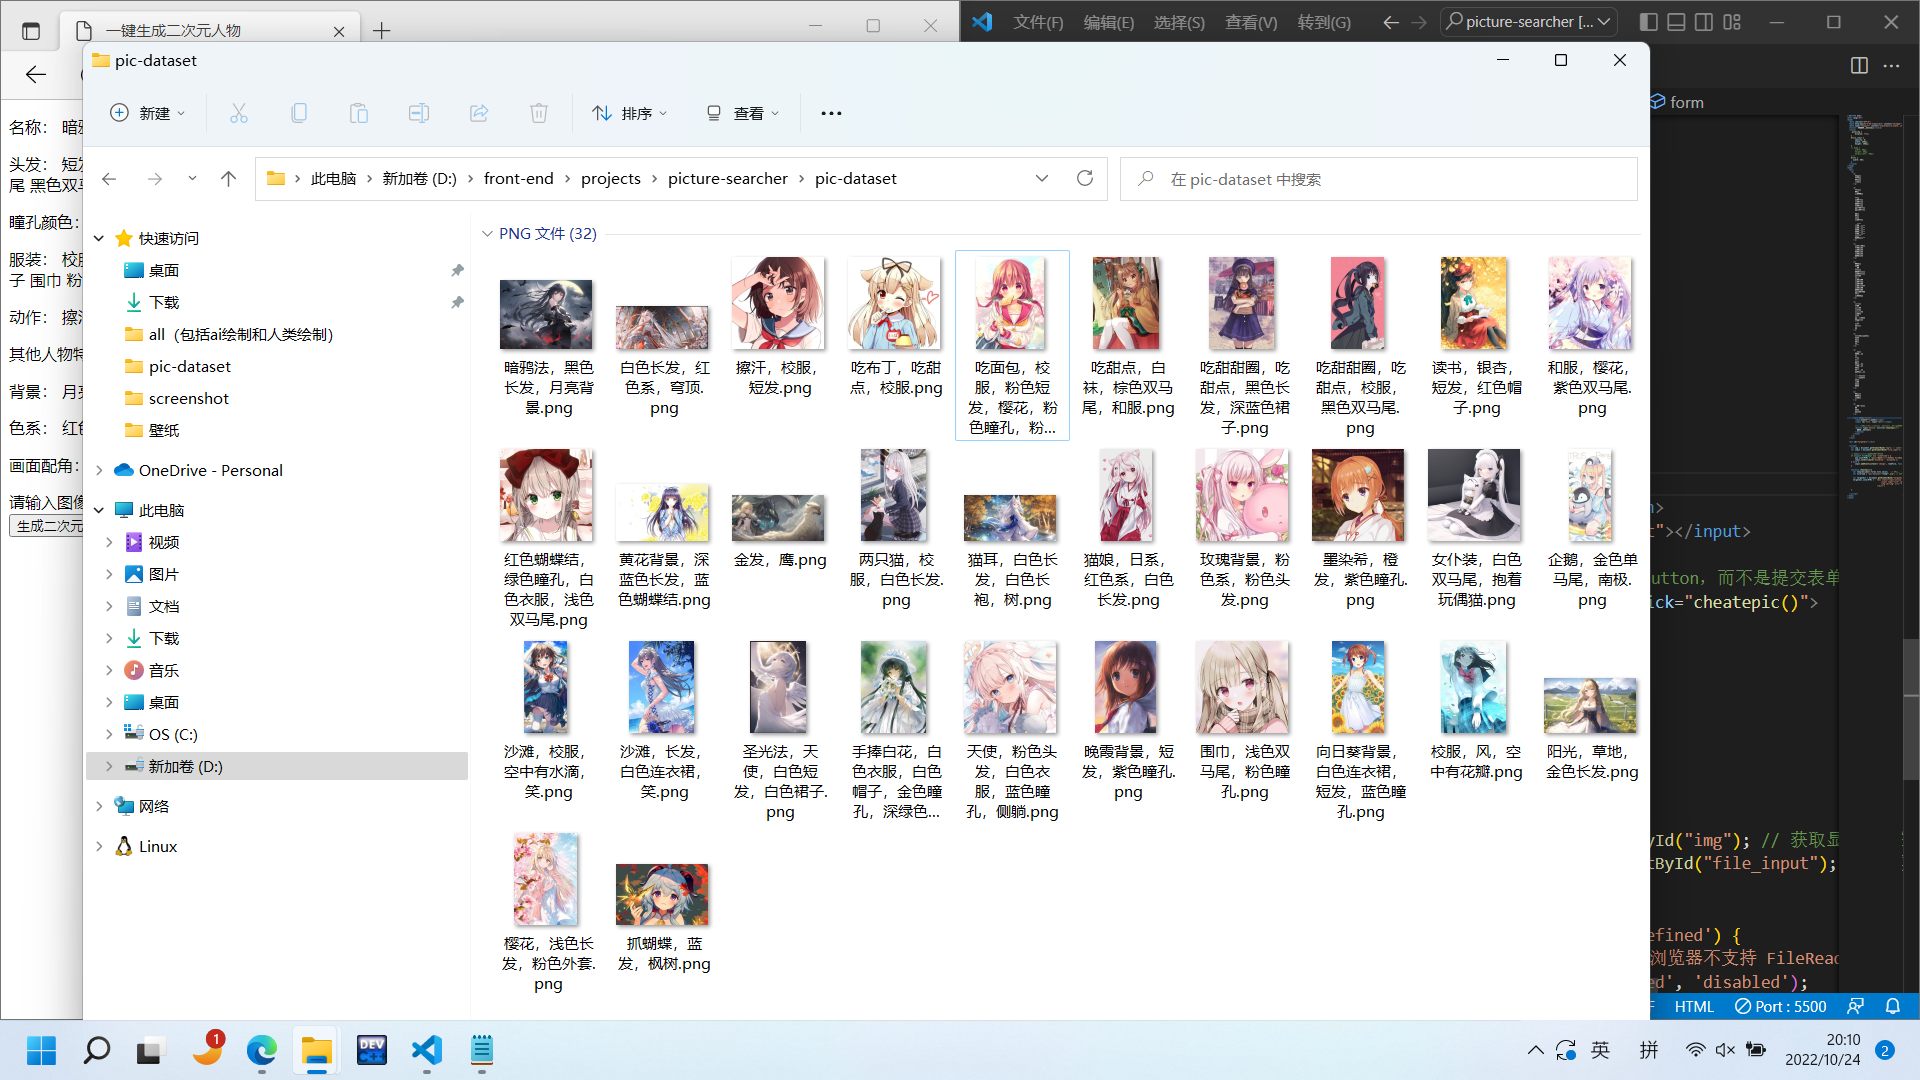 一键生成二次元人物
文件(F) 编辑(E) 选择(S) 查看(V) 转到(G)
picture-searcher [...
pic-dataset
form
新建
排序
查看
此电脑 新加卷 (D:) front-end projects picture-searcher pic-dataset
在 pic-dataset 中搜索
名称： 暗鸦
头发： 短发
尾 黑色双马
瞳孔颜色：
服装： 校服
子 围巾 粉
动作： 擦汗
其他人物特
背景： 月亮
色系： 红色
画面配角：
请输入图像
生成二次元
快速访问
桌面
下载
all（包括ai绘制和人类绘制）
pic-dataset
screenshot
壁纸
OneDrive - Personal
此电脑
视频
图片
文档
下载
音乐
桌面
OS (C:)
新加卷 (D:)
网络
Linux
PNG 文件 (32)
暗鸦法，黑色
长发，月亮背
景.png
白色长发，红
色系，穹顶.
png
擦汗，校服，
短发.png
吃布丁，吃甜
点，校服.png
吃面包，校
服，粉色短
发，樱花，粉
色瞳孔，粉...
吃甜点，白
袜，棕色双马
尾，和服.png
吃甜甜圈，吃
甜点，黑色长
发，深蓝色裙
子.png
吃甜甜圈，吃
甜点，校服，
黑色双马尾.
png
读书，银杏，
短发，红色帽
子.png
和服，樱花，
紫色双马尾.
png
红色蝴蝶结，
绿色瞳孔，白
色衣服，浅色
双马尾.png
黄花背景，深
蓝色长发，蓝
色蝴蝶结.png
金发，鹰.png
两只猫，校
服，白色长发.
png
猫耳，白色长
发，白色长
袍，树.png
猫娘，日系，
红色系，白色
长发.png
玫瑰背景，粉
色系，粉色头
发.png
墨染希，橙
发，紫色瞳孔.
png
女仆装，白色
双马尾，抱着
玩偶猫.png
企鹅，金色单
马尾，南极.
png
沙滩，校服，
空中有水滴，
笑.png
沙滩，长发，
白色连衣裙，
笑.png
圣光法，天
使，白色短
发，白色裙子.
png
手捧白花，白
色衣服，白色
帽子，金色瞳
孔，深绿色...
天使，粉色头
发，白色衣
服，蓝色瞳
孔，侧躺.png
晚霞背景，短
发，紫色瞳孔.
png
围巾，浅色双
马尾，粉色瞳
孔.png
向日葵背景，
白色连衣裙，
短发，蓝色瞳
孔.png
校服，风，空
中有花瓣.png
阳光，草地，
金色长发.png
樱花，浅色长
发，粉色外套.
png
抓蝴蝶，蓝
发，枫树.png
>
t"></input>
utton，而不是提交表单
ick="cheatepic()">
yId("img"); // 获取显
tById("file_input");
efined') {
浏览器不支持 FileRead
ed', 'disabled');
HTML Port : 5500
1
DEV
C++
英 拼
20:10
2022/10/24
2